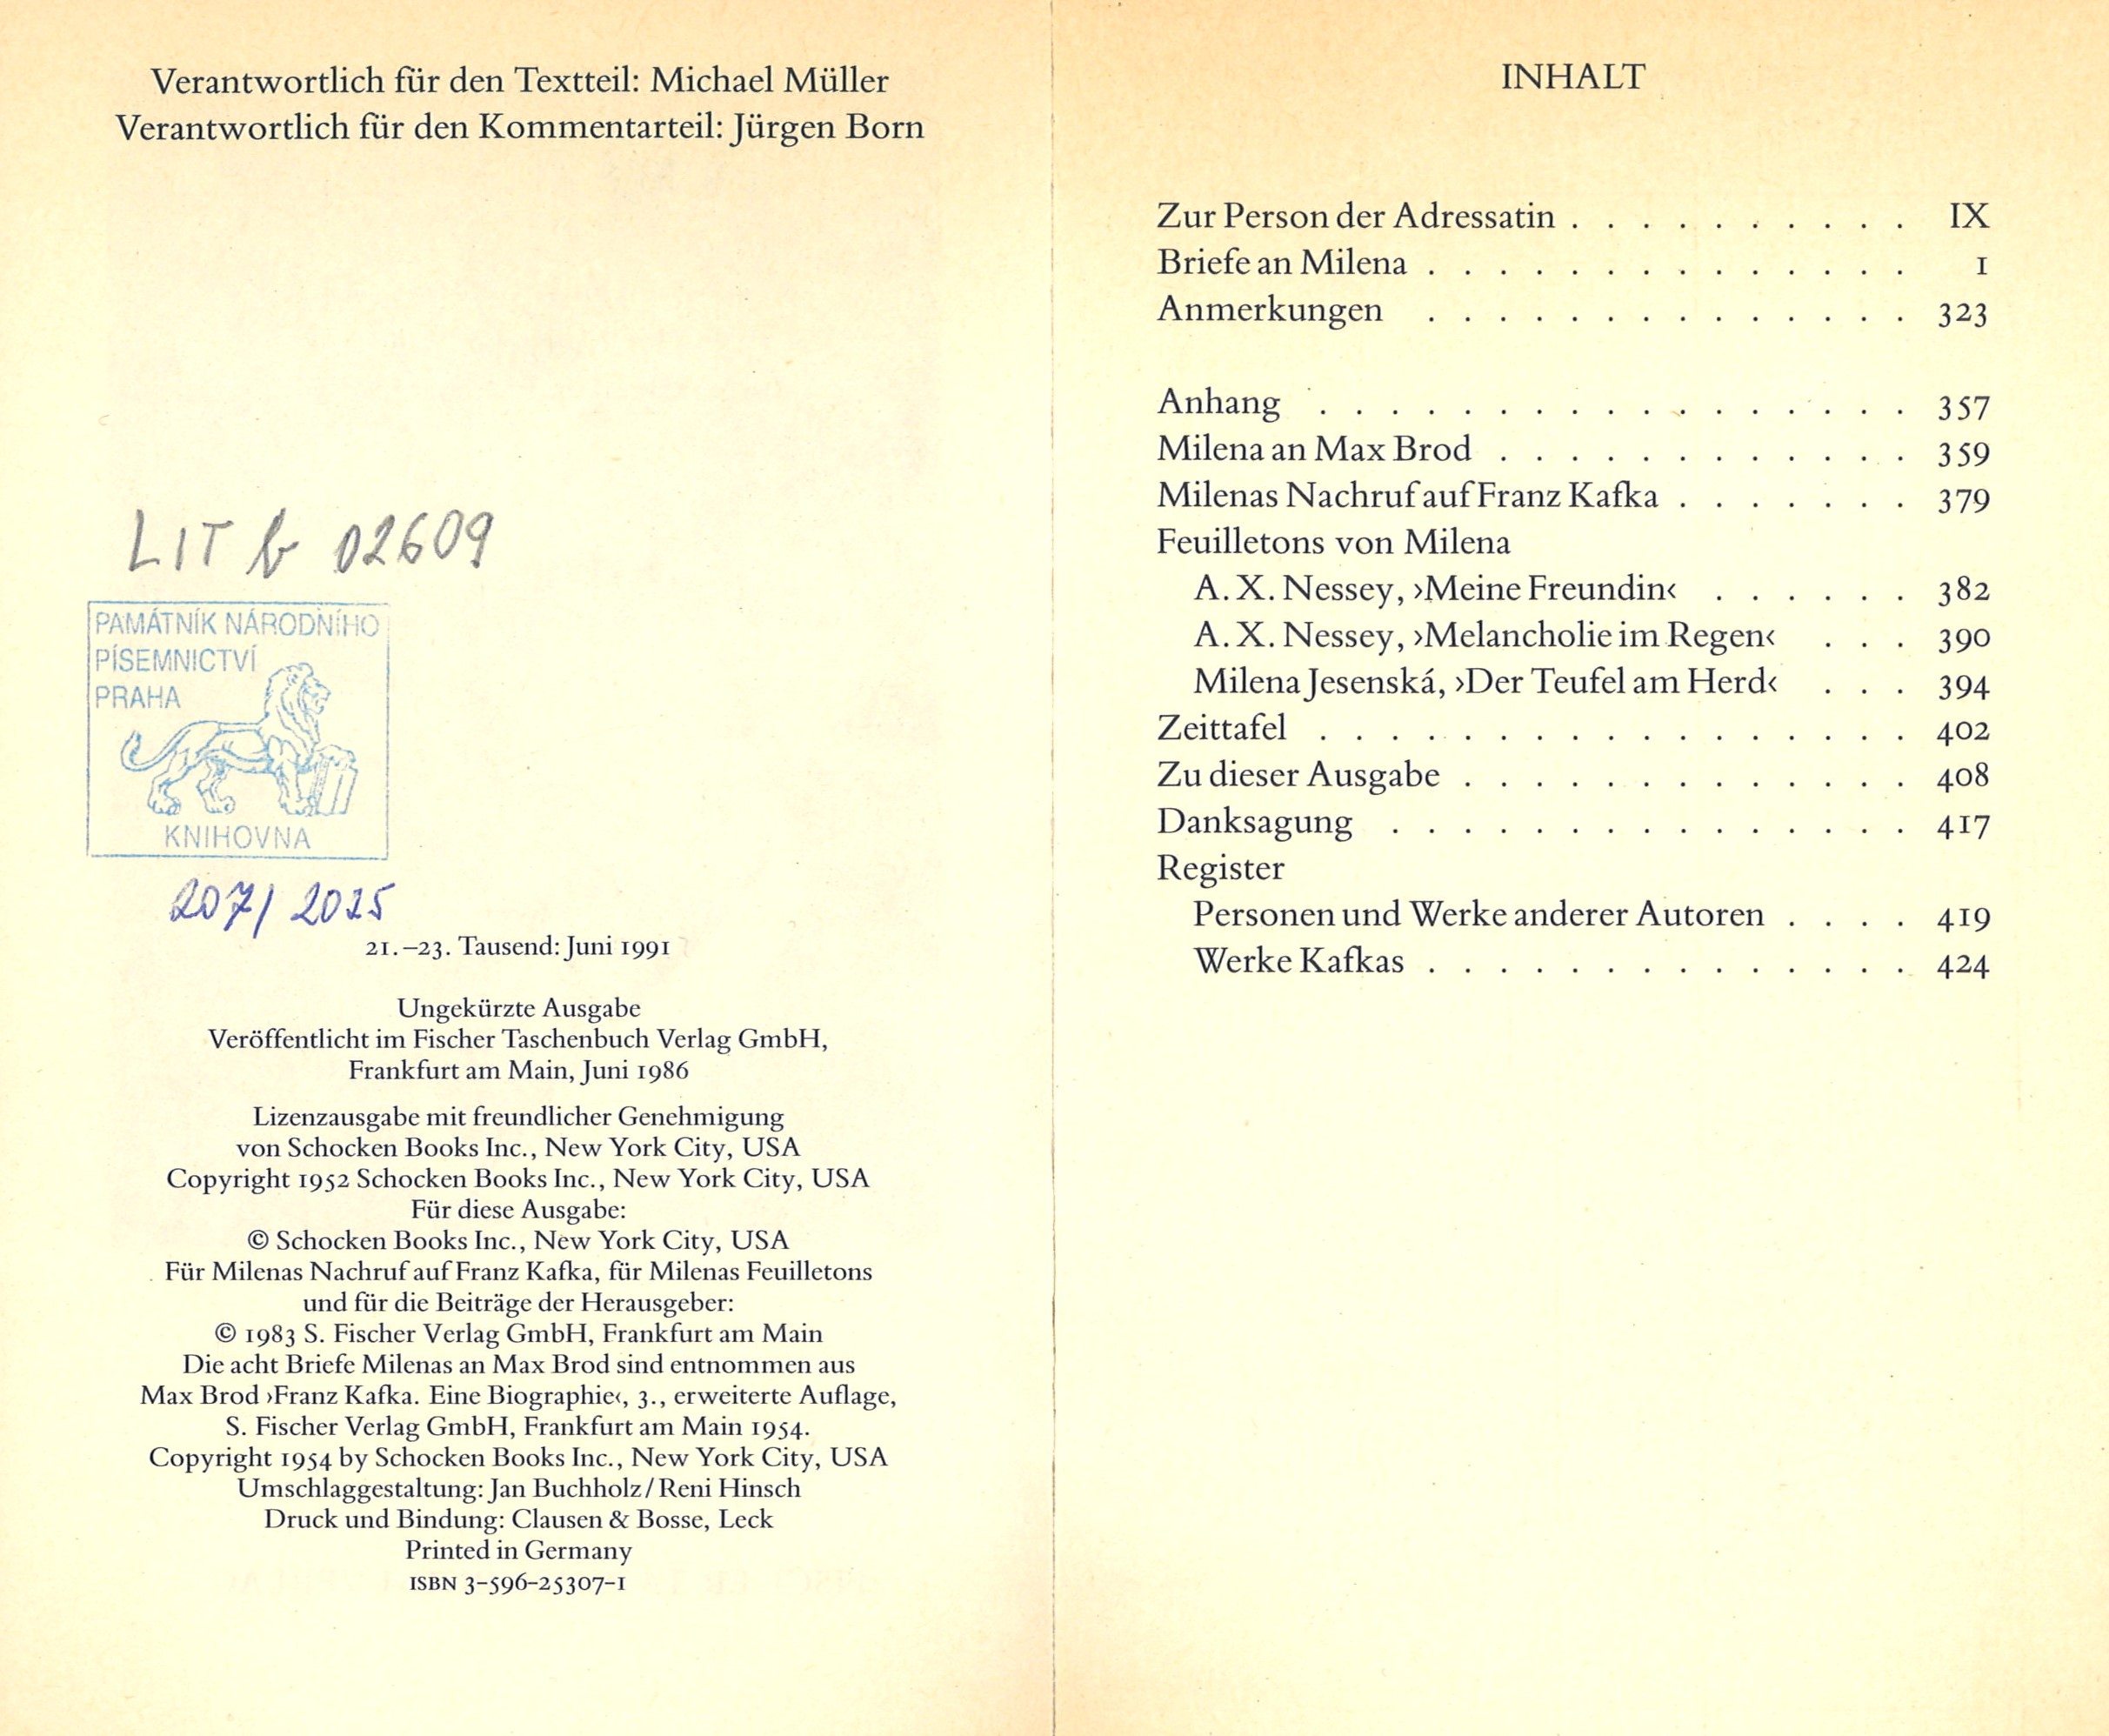 Verantwortlich für den Textteil: Michael Müller
Verantwortlich für den Kommentarteil: Jürgen Born
LIT b 02609
PAMÁTNÍK NÁRODNÍHO
PÍSEMNICTVÍ
PRAHA
KNIHOVNA
207/2025
21.–23. Tausend: Juni 1991
Ungekürzte Ausgabe
Veröffentlicht im Fischer Taschenbuch Verlag GmbH,
Frankfurt am Main, Juni 1986
Lizenzausgabe mit freundlicher Genehmigung
von Schocken Books Inc., New York City, USA
Copyright 1952 Schocken Books Inc., New York City, USA
Für diese Ausgabe:
© Schocken Books Inc., New York City, USA
Für Milenas Nachruf auf Franz Kafka, für Milenas Feuilletons
und für die Beiträge der Herausgeber:
© 1983 S. Fischer Verlag GmbH, Frankfurt am Main
Die acht Briefe Milenas an Max Brod sind entnommen aus
Max Brod ›Franz Kafka. Eine Biographie‹, 3., erweiterte Auflage,
S. Fischer Verlag GmbH, Frankfurt am Main 1954.
Copyright 1954 by Schocken Books Inc., New York City, USA
Umschlaggestaltung: Jan Buchholz/Reni Hinsch
Druck und Bindung: Clausen & Bosse, Leck
Printed in Germany
ISBN 3-596-25307-1
INHALT
Zur Person der Adressatin . . . . . . . . . . IX
Briefe an Milena . . . . . . . . . . . . . . 1
Anmerkungen . . . . . . . . . . . . . . 323
Anhang . . . . . . . . . . . . . . . . . 357
Milena an Max Brod . . . . . . . . . . . . 359
Milenas Nachruf auf Franz Kafka . . . . . . . 379
Feuilletons von Milena
A. X. Nessey, ›Meine Freundin‹ . . . . . . 382
A. X. Nessey, ›Melancholie im Regen‹ . . . 390
Milena Jesenská, ›Der Teufel am Herd‹ . . . 394
Zeittafel . . . . . . . . . . . . . . . . . 402
Zu dieser Ausgabe . . . . . . . . . . . . . 408
Danksagung . . . . . . . . . . . . . . . 417
Register
Personen und Werke anderer Autoren . . . . 419
Werke Kafkas . . . . . . . . . . . . . . 424